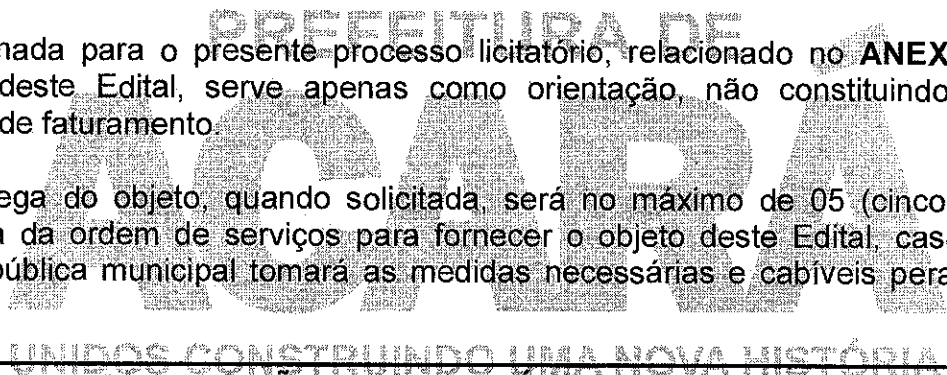 PREFEITURA DE
nada para o presente processo licitatório, relacionado no ANEX
deste Edital, serve apenas como orientação, não constituindo
de faturamento.
ACARÁ
ega do objeto, quando solicitada, será no máximo de 05 (cinco
da ordem de serviços para fornecer o objeto deste Edital, cas
pública municipal tomará as medidas necessárias e cabíveis pera
UNIDOS CONSTRUINDO UMA NOVA HISTÓRIA